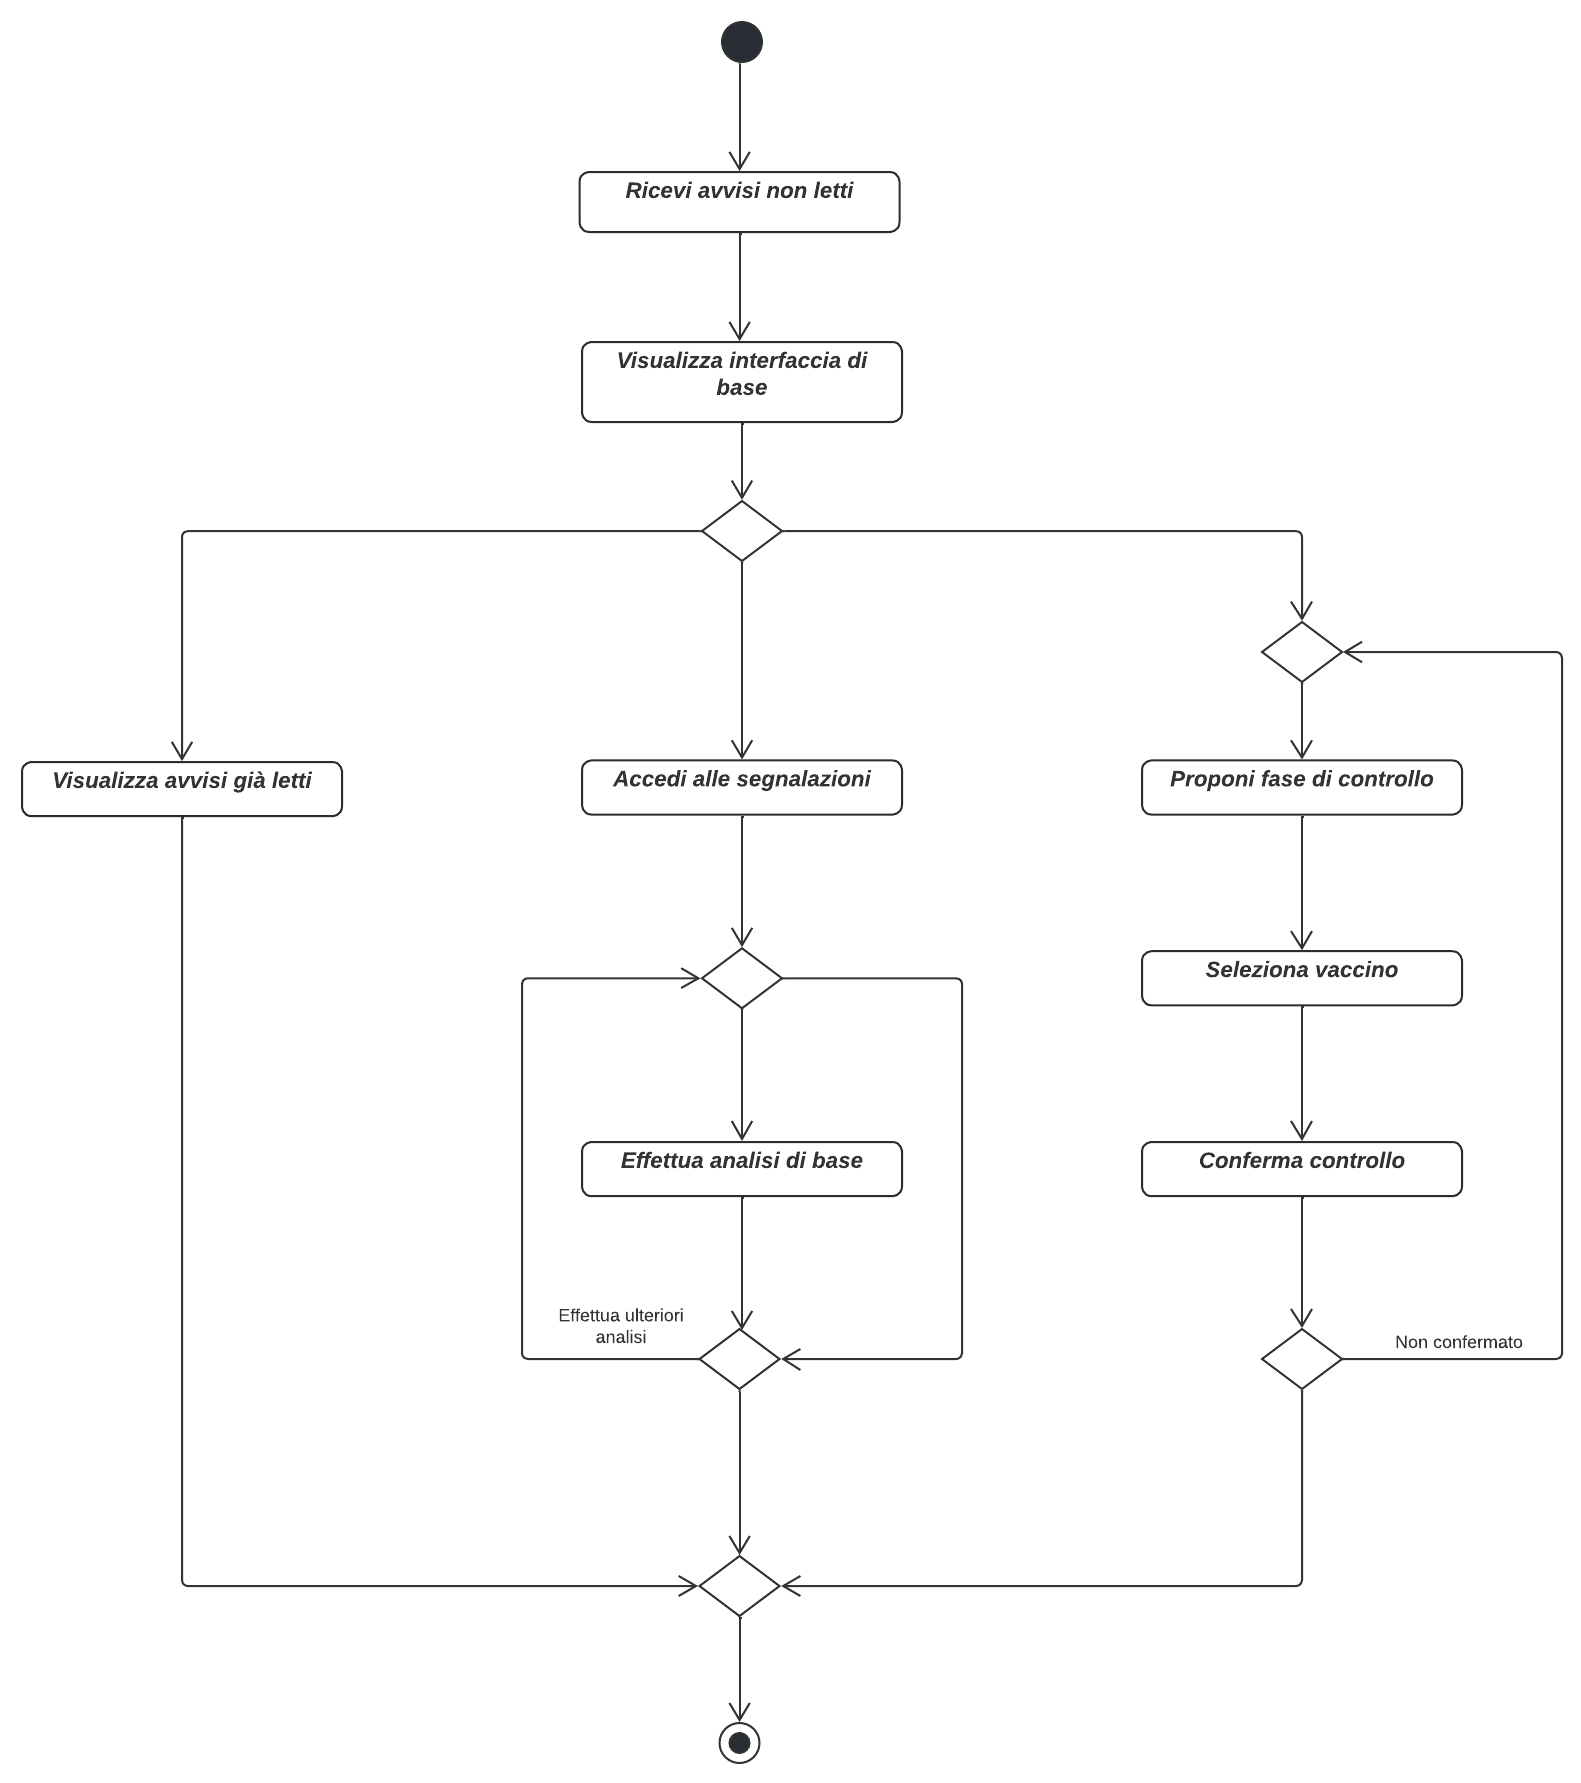 Ricevi avvisi non letti
Visualizza interfaccia di
base
Visualizza avvisi già letti
Accedi alle segnalazioni
Proponi fase di controllo
Seleziona vaccino
Effettua analisi di base
Conferma controllo
Effettua ulteriori
analisi
Non confermato